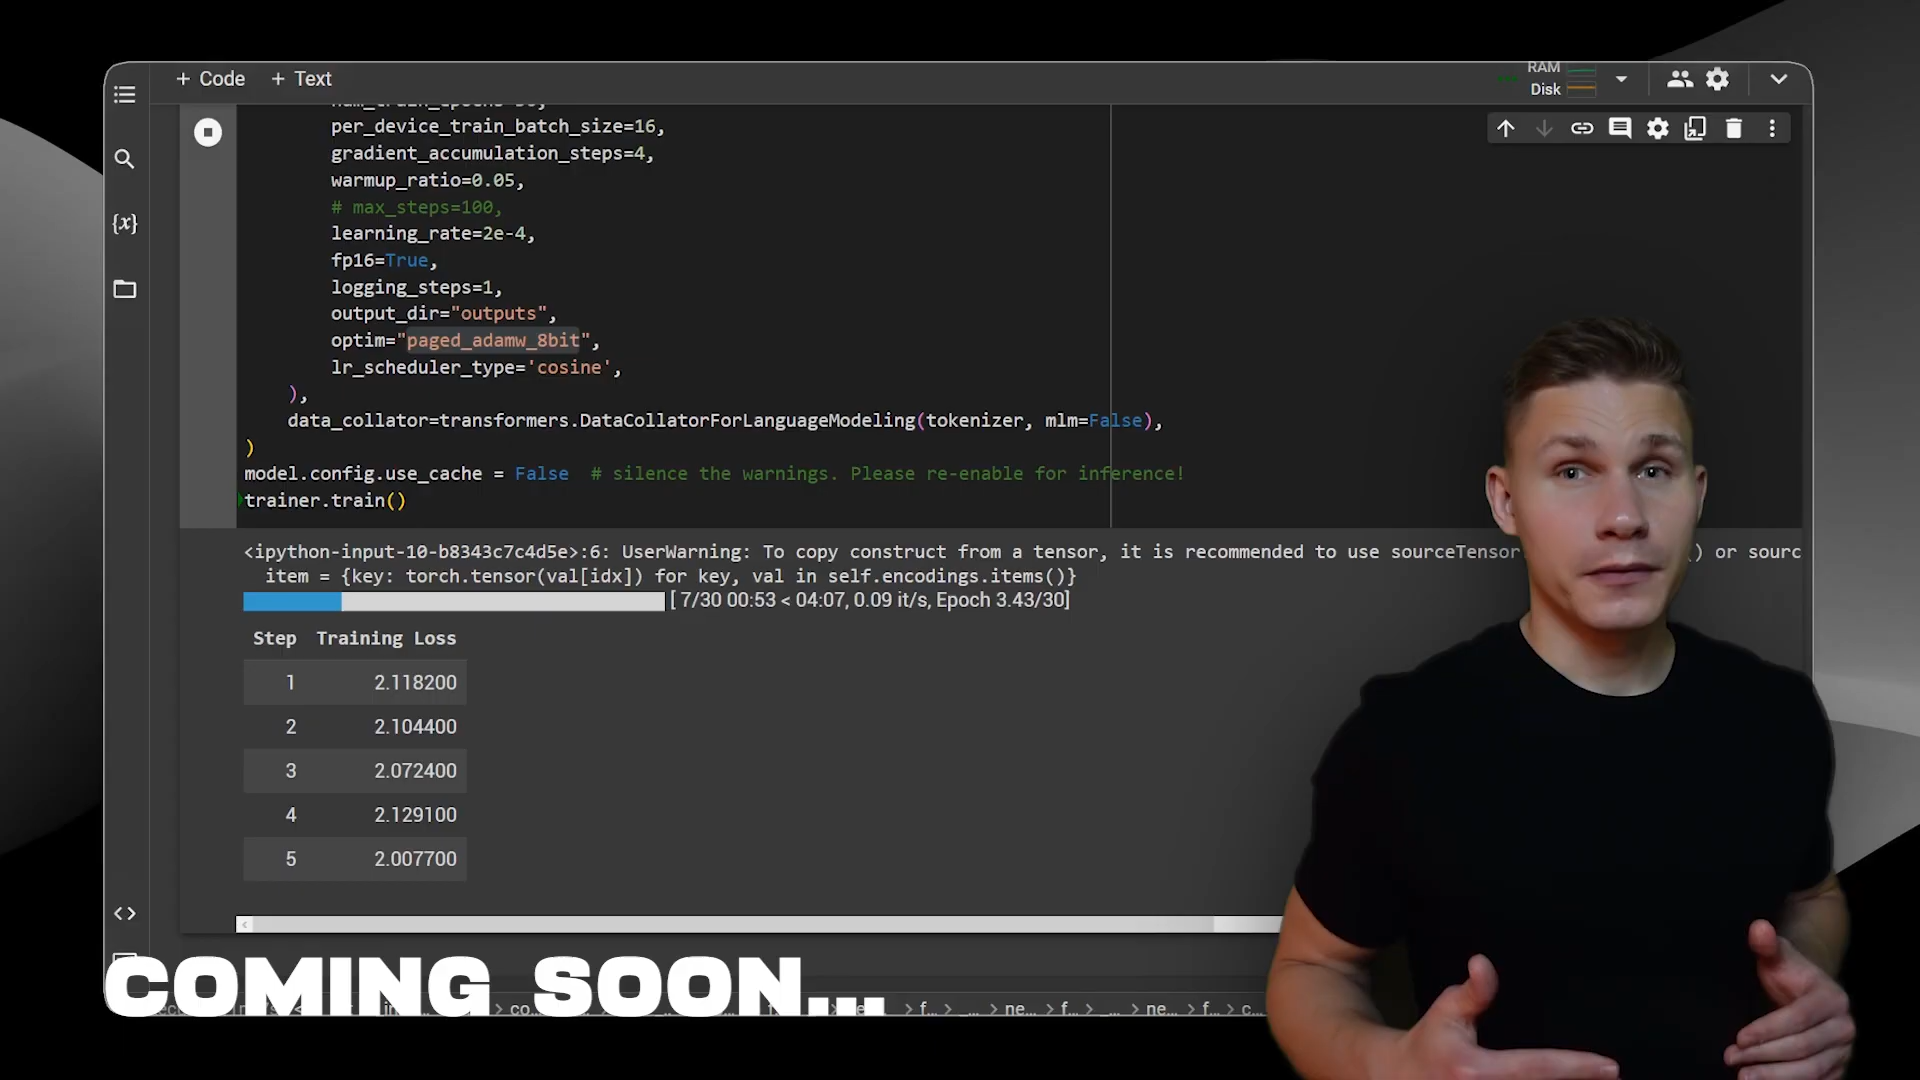 + Code + Text
RAM
Disk
per_device_train_batch_size=16,
gradient_accumulation_steps=4,
warmup_ratio=0.05,
# max_steps=100,
learning_rate=2e-4,
fp16=True,
logging_steps=1,
output_dir="outputs",
optim="paged_adamw_8bit",
lr_scheduler_type='cosine',
),
data_collator=transformers.DataCollatorForLanguageModeling(tokenizer, mlm=False),
)
model.config.use_cache = False # silence the warnings. Please re-enable for inference!
trainer.train()
<ipython-input-10-b8343c7c4d5e>:6: UserWarning: To copy construct from a tensor, it is recommended to use sourceTensor ) or sourc
item = {key: torch.tensor(val[idx]) for key, val in self.encodings.items()}
[ 7/30 00:53 < 04:07, 0.09 it/s, Epoch 3.43/30]
Step Training Loss
1 2.118200
2 2.104400
3 2.072400
4 2.129100
5 2.007700
{x}
<>
COMING SOON...
> co... > f... > _... > ne... > f... > _... > ne... > f... > c...